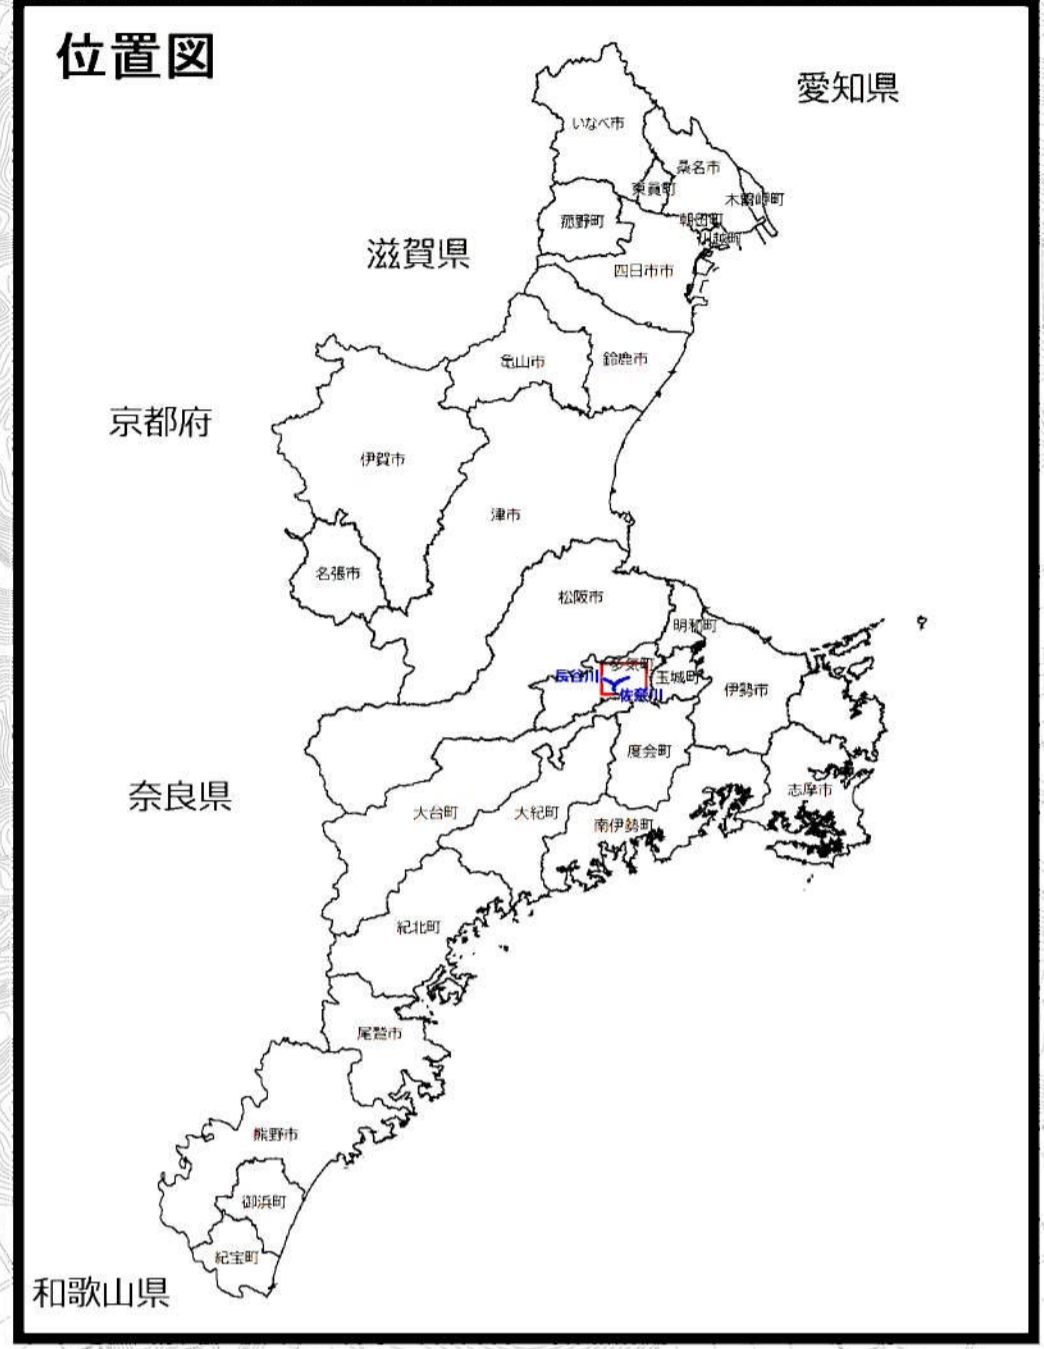 位置図
愛知県
いなべ市
桑名市
東員町
木曽岬町
菰野町
朝日町
川越町
滋賀県
四日市市
亀山市
鈴鹿市
京都府
伊賀市
津市
名張市
松阪市
明和町
多気町
長谷川
玉城町
佐奈川
伊勢市
度会町
奈良県
志摩市
大台町
大紀町
南伊勢町
紀北町
尾鷲市
熊野市
御浜町
紀宝町
和歌山県